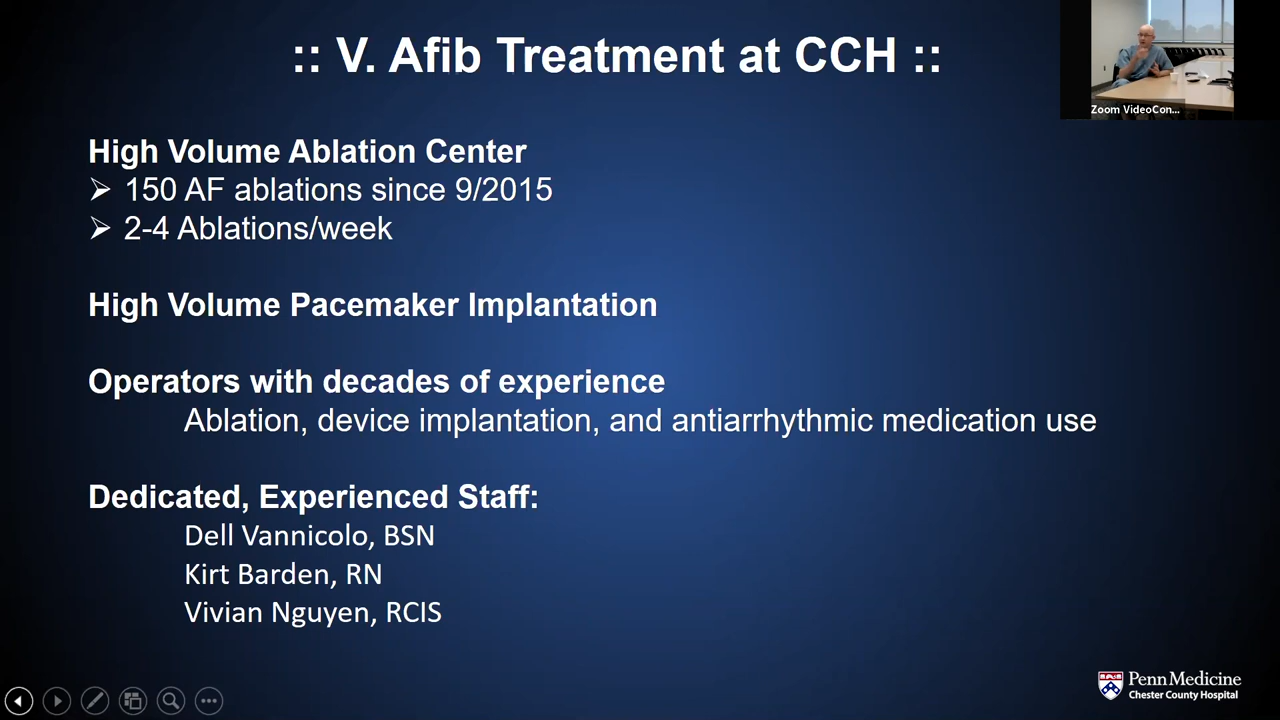 :: V. Afib Treatment at CCH ::
Zoom VideoCon...
High Volume Ablation Center
➢ 150 AF ablations since 9/2015
➢ 2-4 Ablations/week
High Volume Pacemaker Implantation
Operators with decades of experience
Ablation, device implantation, and antiarrhythmic medication use
Dedicated, Experienced Staff:
Dell Vannicolo, BSN
Kirt Barden, RN
Vivian Nguyen, RCIS
Penn Medicine
Chester County Hospital